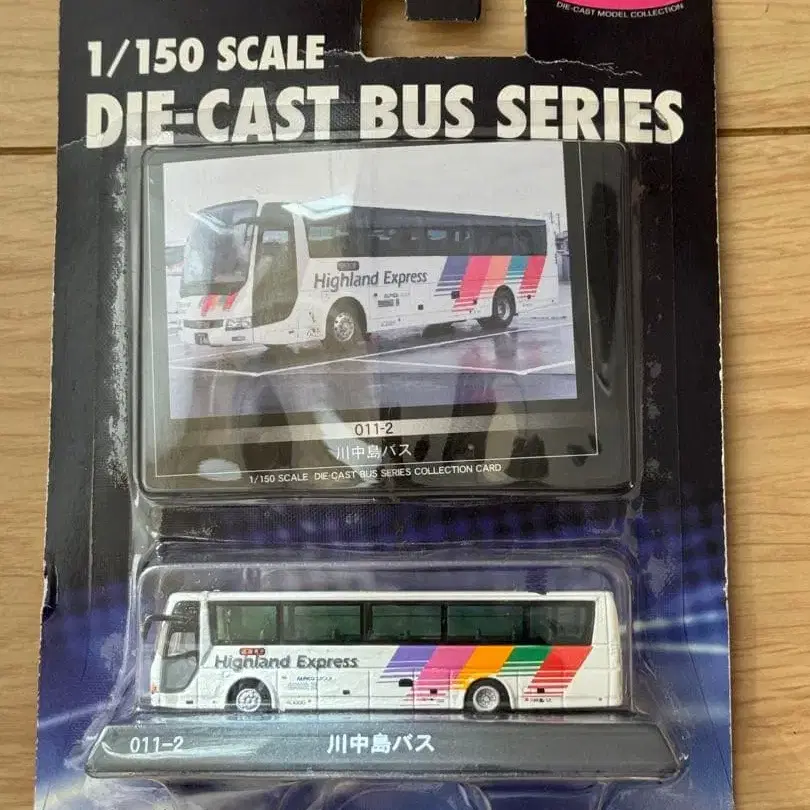 DIE-CAST MODEL COLLECTION
1/150 SCALE
DIE-CAST BUS SERIES
Highland Express
011-2
川中島バス
1/150 SCALE DIE-CAST BUS SERIES COLLECTION CARD
Highland Express
011-2
川中島バス